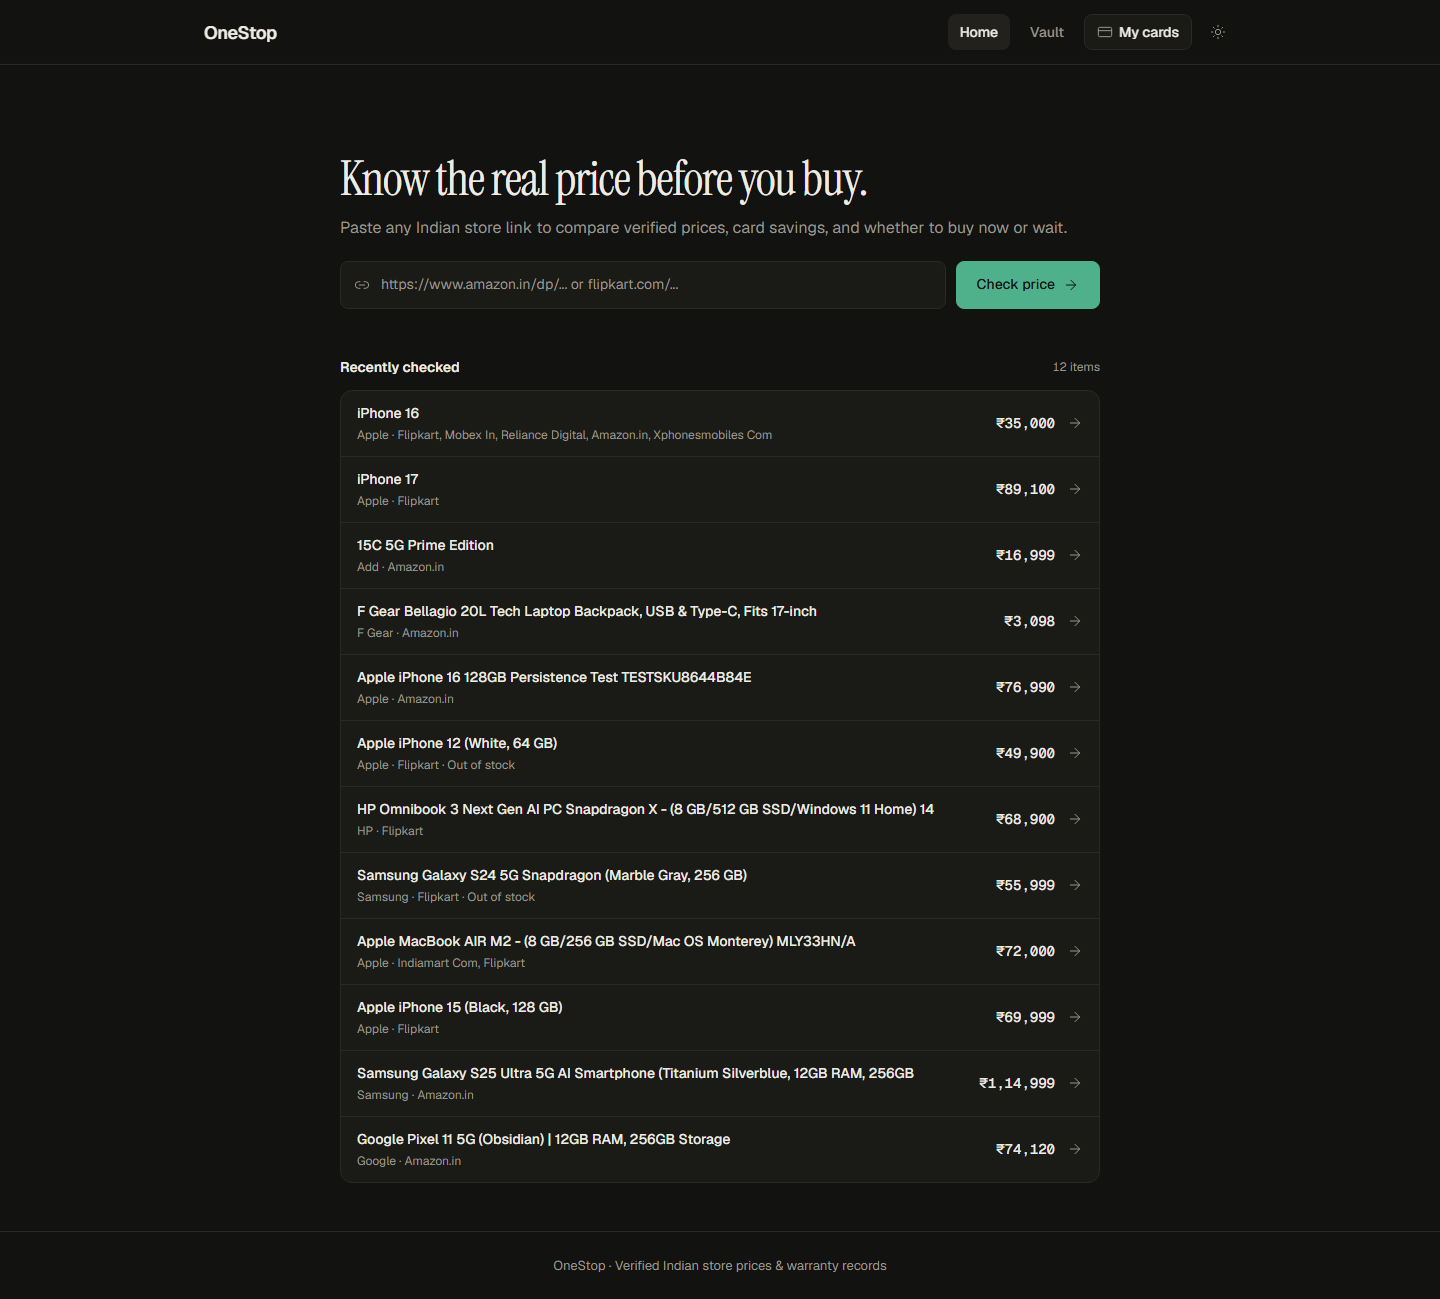 OneStop
Home
Vault
My cards
Know the real price before you buy.
Paste any Indian store link to compare verified prices, card savings, and whether to buy now or wait.
https://www.amazon.in/dp/... or flipkart.com/...
Check price
Recently checked
12 items
iPhone 16
Apple · Flipkart, Mobex In, Reliance Digital, Amazon.in, Xphonesmobiles Com
₹35,000
iPhone 17
Apple · Flipkart
₹89,100
15C 5G Prime Edition
Add · Amazon.in
₹16,999
F Gear Bellagio 20L Tech Laptop Backpack, USB & Type-C, Fits 17-inch
F Gear · Amazon.in
₹3,098
Apple iPhone 16 128GB Persistence Test TESTSKU8644B84E
Apple · Amazon.in
₹76,990
Apple iPhone 12 (White, 64 GB)
Apple · Flipkart · Out of stock
₹49,900
HP Omnibook 3 Next Gen AI PC Snapdragon X - (8 GB/512 GB SSD/Windows 11 Home) 14
HP · Flipkart
₹68,900
Samsung Galaxy S24 5G Snapdragon (Marble Gray, 256 GB)
Samsung · Flipkart · Out of stock
₹55,999
Apple MacBook AIR M2 - (8 GB/256 GB SSD/Mac OS Monterey) MLY33HN/A
Apple · Indiamart Com, Flipkart
₹72,000
Apple iPhone 15 (Black, 128 GB)
Apple · Flipkart
₹69,999
Samsung Galaxy S25 Ultra 5G AI Smartphone (Titanium Silverblue, 12GB RAM, 256GB
Samsung · Amazon.in
₹1,14,999
Google Pixel 11 5G (Obsidian) | 12GB RAM, 256GB Storage
Google · Amazon.in
₹74,120
OneStop · Verified Indian store prices & warranty records